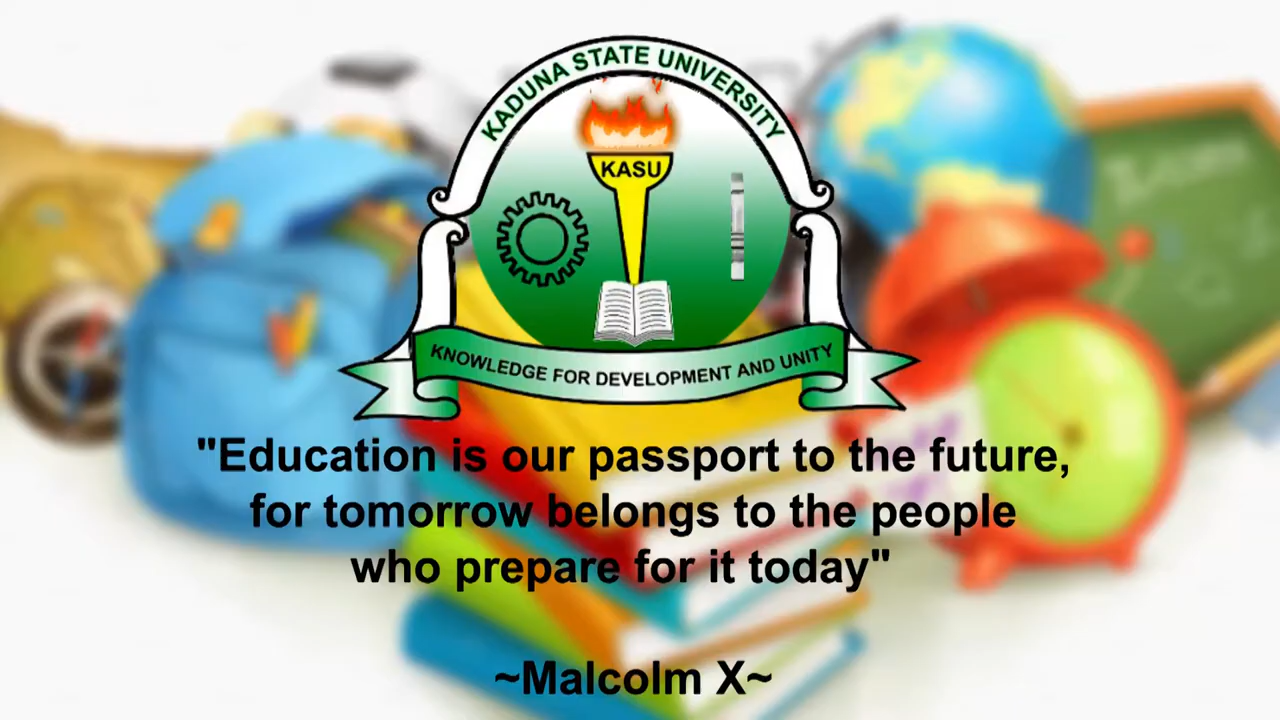 KADUNA STATE UNIVERSITY
KASU
KNOWLEDGE FOR DEVELOPMENT AND UNITY
"Education is our passport to the future,
for tomorrow belongs to the people
who prepare for it today"
~Malcolm X~